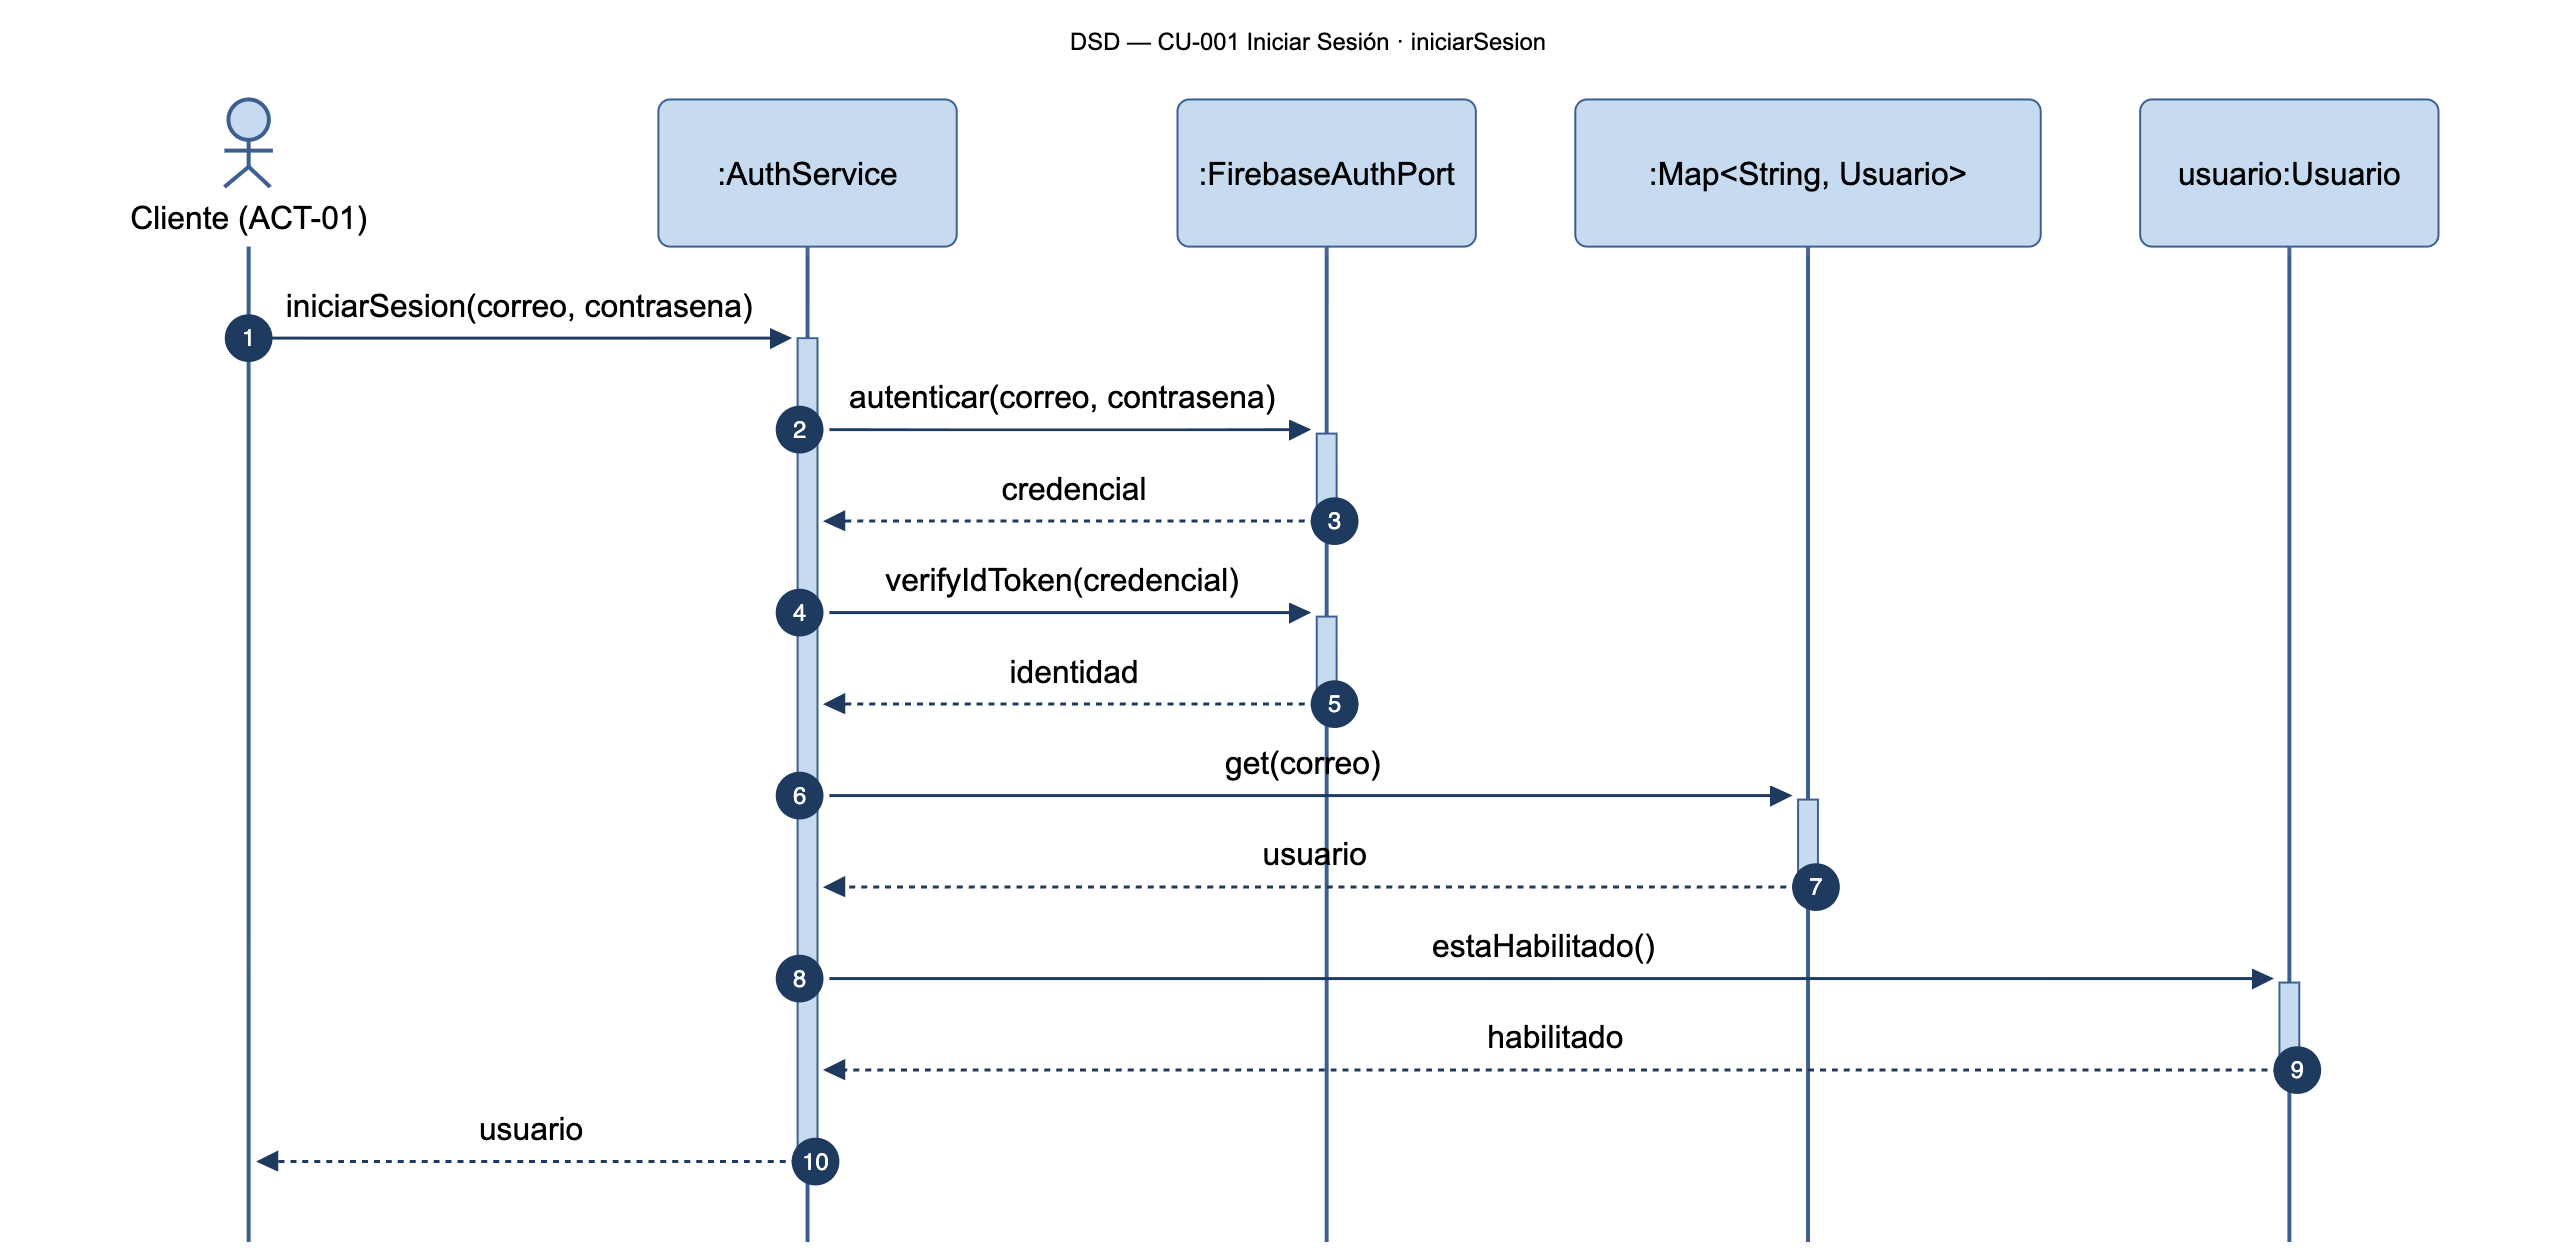 DSD — CU-001 Iniciar Sesión · iniciarSesion
Cliente (ACT-01)
:AuthService
:FirebaseAuthPort
:Map<String, Usuario>
usuario:Usuario
iniciarSesion(correo, contrasena)
1
autenticar(correo, contrasena)
2
credencial
3
verifyIdToken(credencial)
4
identidad
5
get(correo)
6
usuario
7
estaHabilitado()
8
habilitado
9
usuario
10